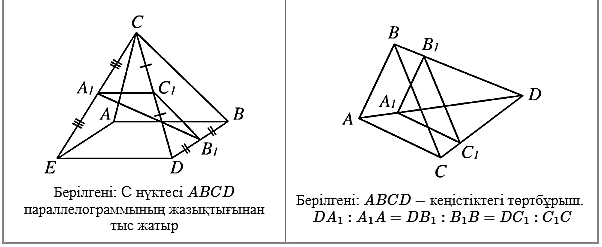 C
A₁
C₁
A
B
B₁
E
D
Берілгені: С нүктесі ABCD
параллелограммының жазықтығынан
тыс жатыр
B
B₁
D
A₁
A
C₁
C
Берілгені: ABCD – кеңістіктегі төртбұрыш.
DA₁ : A₁A = DB₁ : B₁B = DC₁ : C₁C